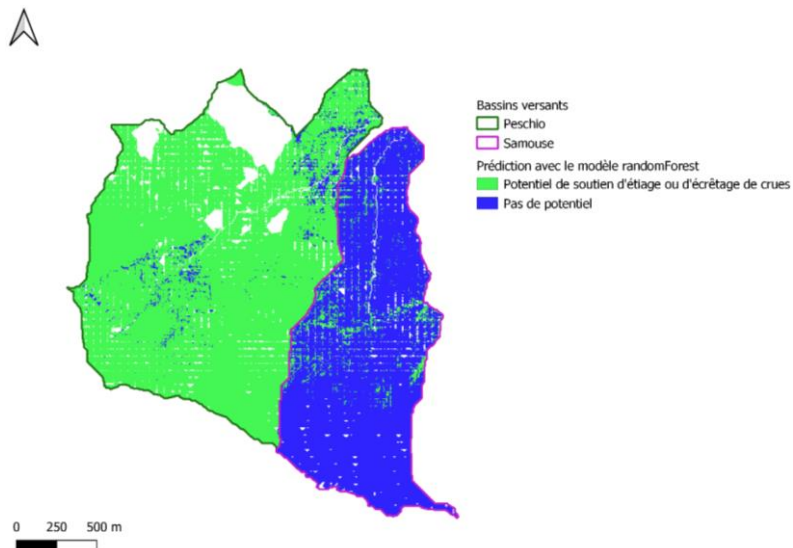 Bassins versants
Peschio
Samouse
Prédiction avec le modèle randomForest
Potentiel de soutien d'étiage ou d'écrêtage de crues
Pas de potentiel
0 250 500 m